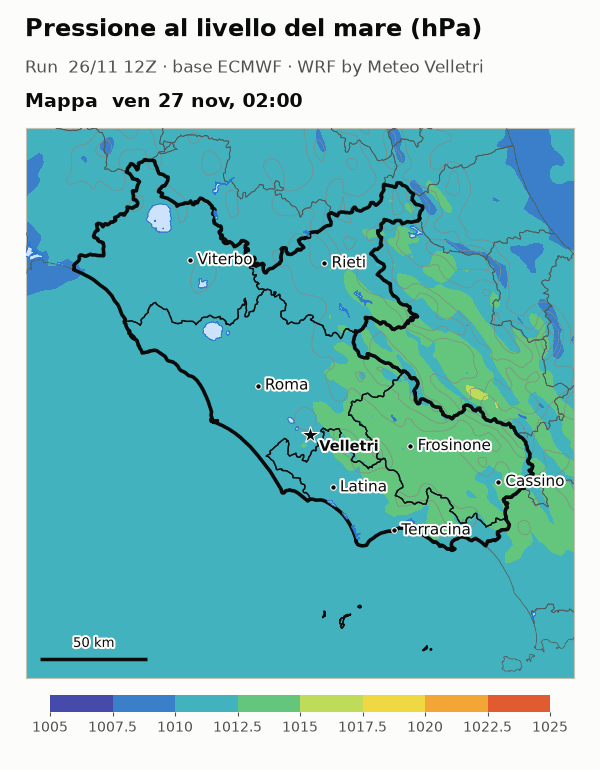 Pressione al livello del mare (hPa)
Run  26/11 12Z · base ECMWF · WRF by Meteo Velletri
Mappa  ven 27 nov, 02:00
Viterbo
Rieti
Roma
Velletri
Frosinone
Cassino
Latina
Terracina
50 km
1005 1007.5 1010 1012.5 1015 1017.5 1020 1022.5 1025